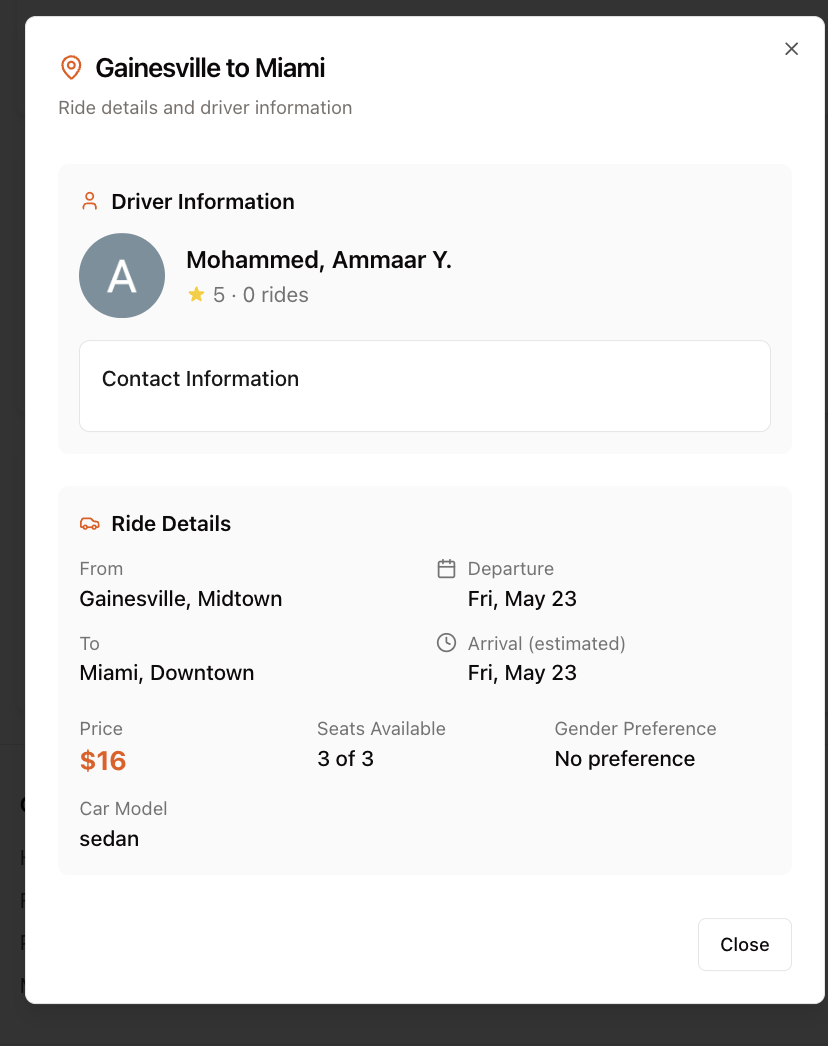 Gainesville to Miami
Ride details and driver information
Driver Information
A
Mohammed, Ammaar Y.
5 · 0 rides
Contact Information
Ride Details
From
Gainesville, Midtown
Departure
Fri, May 23
To
Miami, Downtown
Arrival (estimated)
Fri, May 23
Price
$16
Seats Available
3 of 3
Gender Preference
No preference
Car Model
sedan
Close